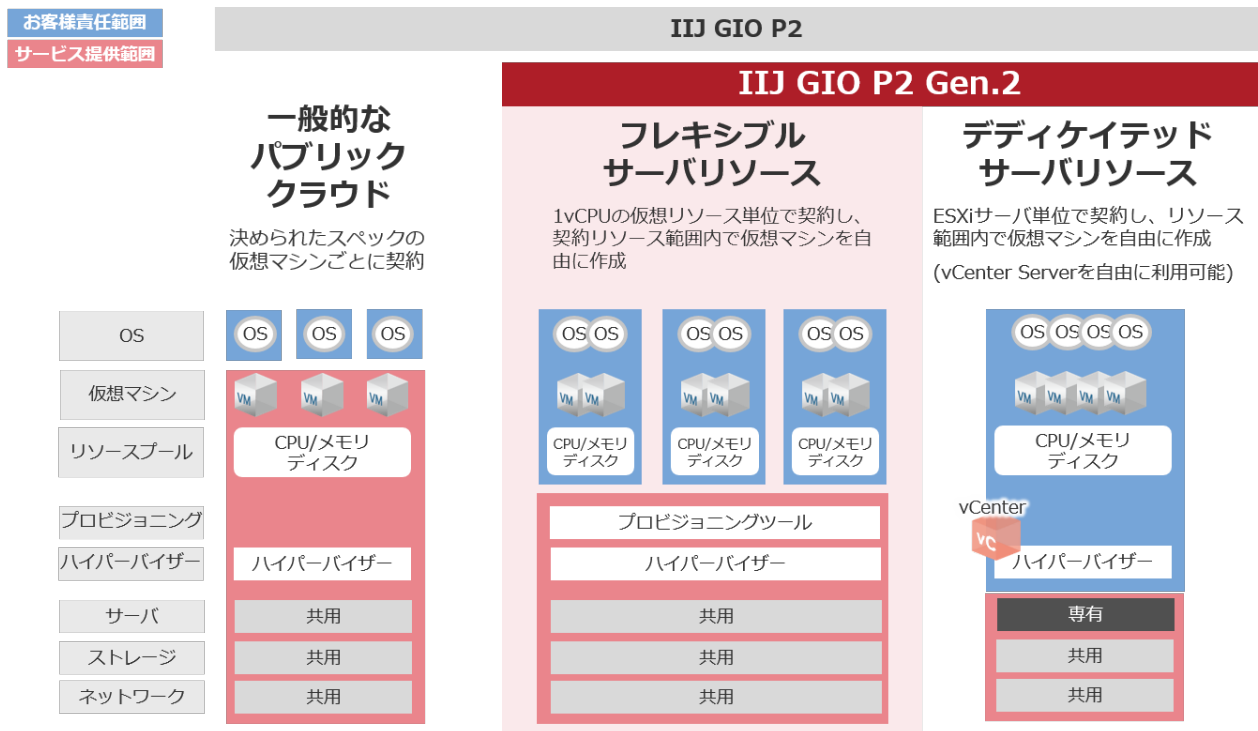 お客様責任範囲
サービス提供範囲
IIJ GIO P2
IIJ GIO P2 Gen.2
一般的な
パブリック
クラウド
決められたスペックの
仮想マシンごとに契約
フレキシブル
サーバリソース
1vCPUの仮想リソース単位で契約し、
契約リソース範囲内で仮想マシンを自
由に作成
デディケイテッド
サーバリソース
ESXiサーバ単位で契約し、リソース
範囲内で仮想マシンを自由に作成
(vCenter Serverを自由に利用可能)
OS
OS OS OS
OS OS OS OS OS OS
OS OS OS OS
仮想マシン
VM VM VM
VM VM VM VM VM VM
VM VM VM VM
リソースプール
CPU/メモリ
ディスク
CPU/メモリ
ディスク
CPU/メモリ
ディスク
CPU/メモリ
ディスク
CPU/メモリ
ディスク
プロビジョニング
プロビジョニングツール
vCenter
VC
ハイパーバイザー
ハイパーバイザー
ハイパーバイザー
ハイパーバイザー
サーバ
共用
共用
専有
ストレージ
共用
共用
共用
ネットワーク
共用
共用
共用